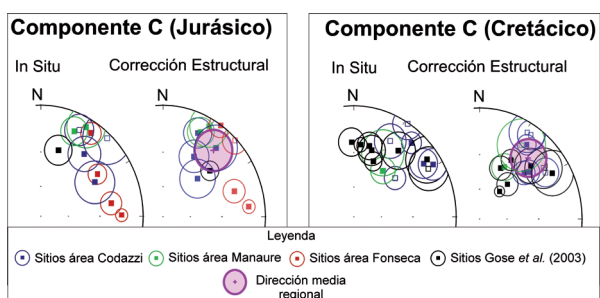 Componente C (Jurásico)
In Situ
Corrección Estructural
N
N
Componente C (Cretácico)
In Situ
Corrección Estructural
N
N
Leyenda
Sitios área Codazzi
Sitios área Manaure
Sitios área Fonseca
Sitios Gose et al. (2003)
Dirección media
regional